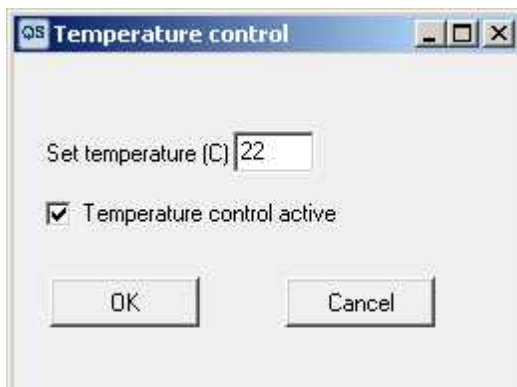 QS Temperature control
Set temperature (C) 22
Temperature control active
OK Cancel